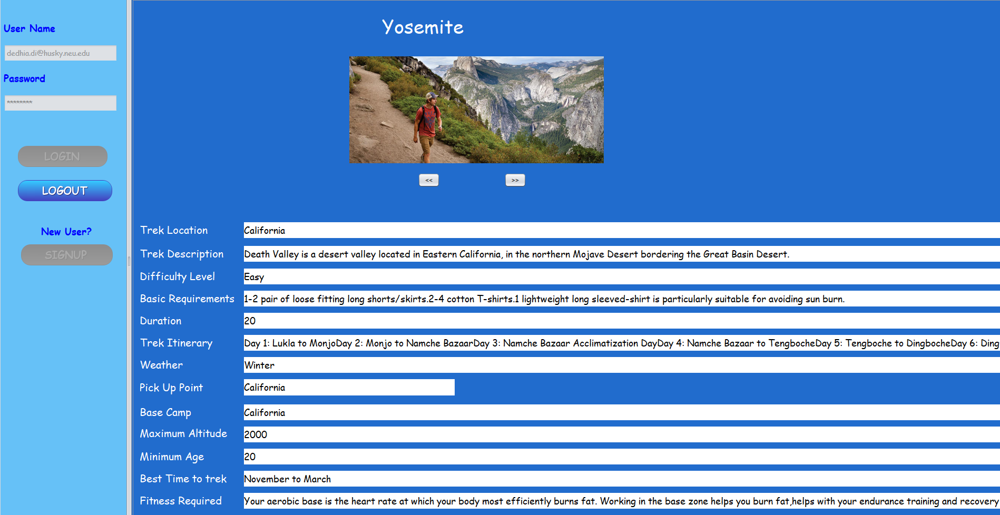 User Name
dedhia.di@husky.neu.edu
Password
********
LOGIN
LOGOUT
New User?
SIGNUP
Yosemite
<< >>
Trek Location California
Trek Description Death Valley is a desert valley located in Eastern California, in the northern Mojave Desert bordering the Great Basin Desert.
Difficulty Level Easy
Basic Requirements 1-2 pair of loose fitting long shorts/skirts.2-4 cotton T-shirts.1 lightweight long sleeved-shirt is particularly suitable for avoiding sun burn.
Duration 20
Trek Itinerary Day 1: Lukla to MonjoDay 2: Monjo to Namche BazaarDay 3: Namche Bazaar Acclimatization DayDay 4: Namche Bazaar to TengbocheDay 5: Tengboche to DingbocheDay 6: Ding
Weather Winter
Pick Up Point California
Base Camp California
Maximum Altitude 2000
Minimum Age 20
Best Time to trek November to March
Fitness Required Your aerobic base is the heart rate at which your body most efficiently burns fat. Working in the base zone helps you burn fat,helps with your endurance training and recovery